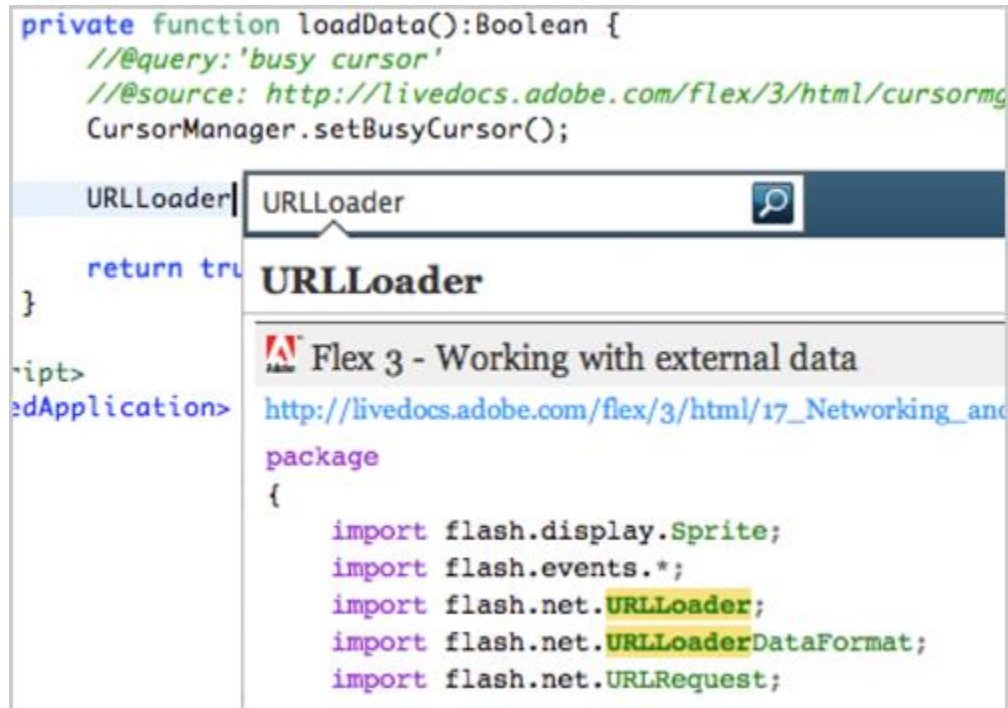 private function loadData():Boolean {
//@query:'busy cursor'
//@source: http://livedocs.adobe.com/flex/3/html/cursormg
CursorManager.setBusyCursor();
URLLoader
return tru
}
ript>
edApplication>
URLLoader
URLLoader
Adobe Flex 3 - Working with external data
http://livedocs.adobe.com/flex/3/html/17_Networking_and
package
{
import flash.display.Sprite;
import flash.events.*;
import flash.net.URLLoader;
import flash.net.URLLoaderDataFormat;
import flash.net.URLRequest;